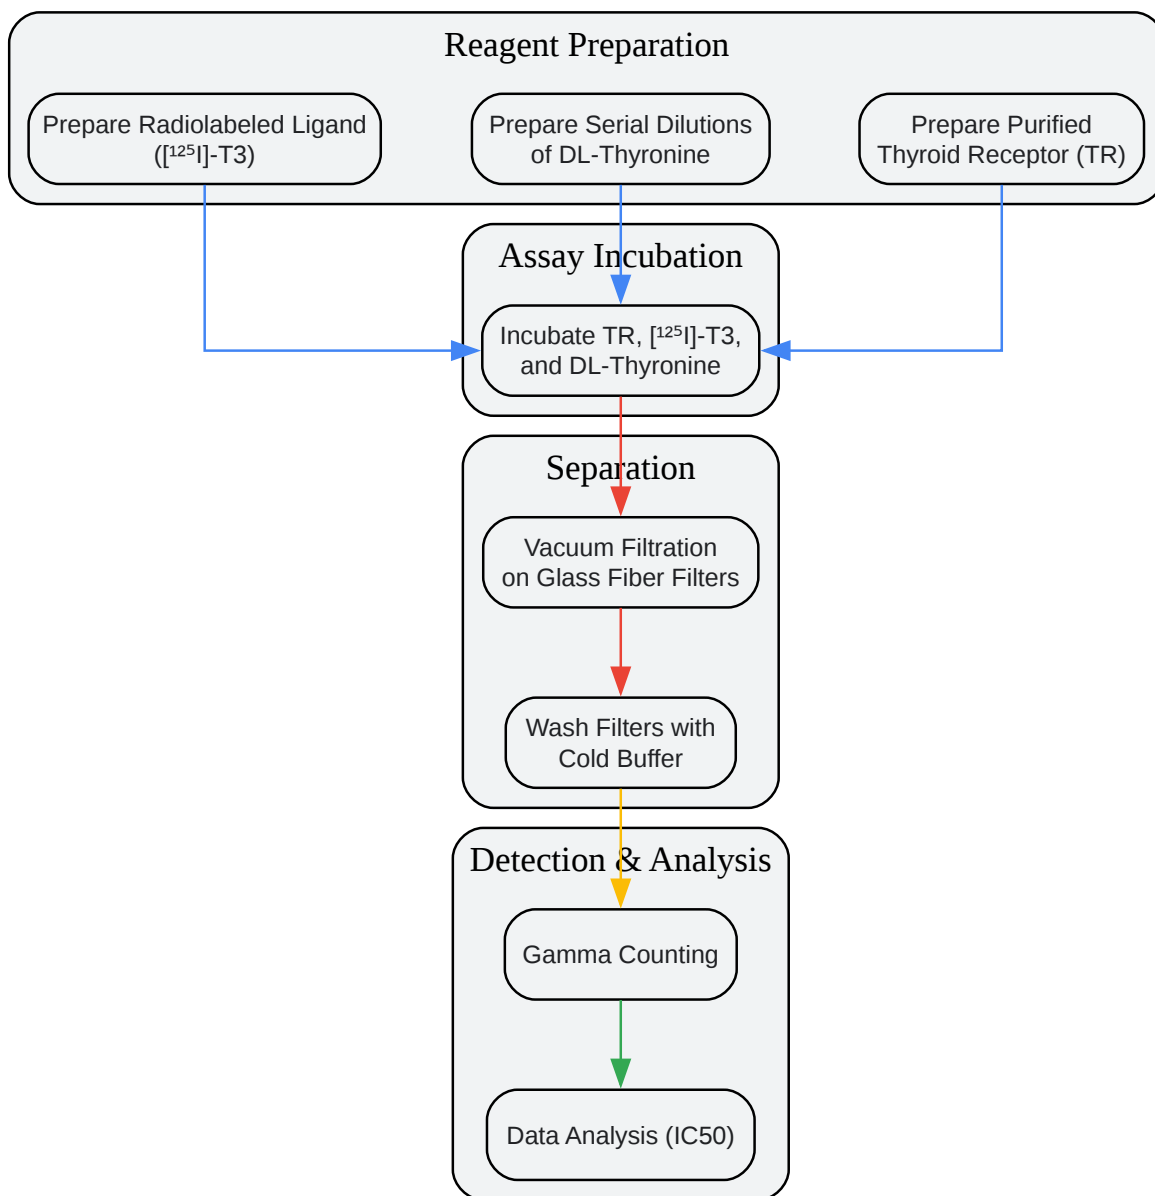 Reagent Preparation
Prepare Radiolabeled Ligand
([¹²⁵I]-T3)
Prepare Serial Dilutions
of DL-Thyronine
Prepare Purified
Thyroid Receptor (TR)
Assay Incubation
Incubate TR, [¹²⁵I]-T3,
and DL-Thyronine
Separation
Vacuum Filtration
on Glass Fiber Filters
Wash Filters with
Cold Buffer
Detection & Analysis
Gamma Counting
Data Analysis (IC50)